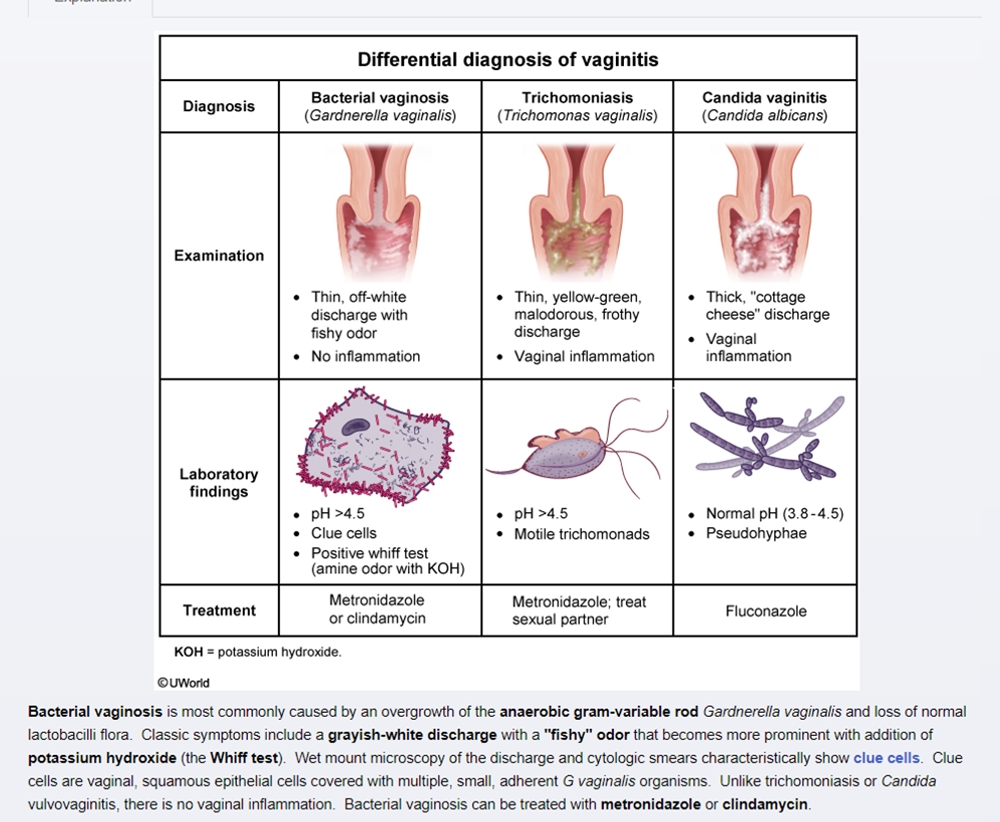 Explanation
Differential diagnosis of vaginitis
Diagnosis
Bacterial vaginosis
(Gardnerella vaginalis)
Trichomoniasis
(Trichomonas vaginalis)
Candida vaginitis
(Candida albicans)
Examination
• Thin, off-white
discharge with
fishy odor
• No inflammation
• Thin, yellow-green,
malodorous, frothy
discharge
• Vaginal inflammation
• Thick, "cottage
cheese" discharge
• Vaginal
inflammation
Laboratory
findings
• pH >4.5
• Clue cells
• Positive whiff test
(amine odor with KOH)
• pH >4.5
• Motile trichomonads
• Normal pH (3.8-4.5)
• Pseudohyphae
Treatment
Metronidazole
or clindamycin
Metronidazole; treat
sexual partner
Fluconazole
KOH = potassium hydroxide.
©UWorld
Bacterial vaginosis is most commonly caused by an overgrowth of the anaerobic gram-variable rod Gardnerella vaginalis and loss of normal
lactobacilli flora. Classic symptoms include a grayish-white discharge with a "fishy" odor that becomes more prominent with addition of
potassium hydroxide (the Whiff test). Wet mount microscopy of the discharge and cytologic smears characteristically show clue cells. Clue
cells are vaginal, squamous epithelial cells covered with multiple, small, adherent G vaginalis organisms. Unlike trichomoniasis or Candida
vulvovaginitis, there is no vaginal inflammation. Bacterial vaginosis can be treated with metronidazole or clindamycin.